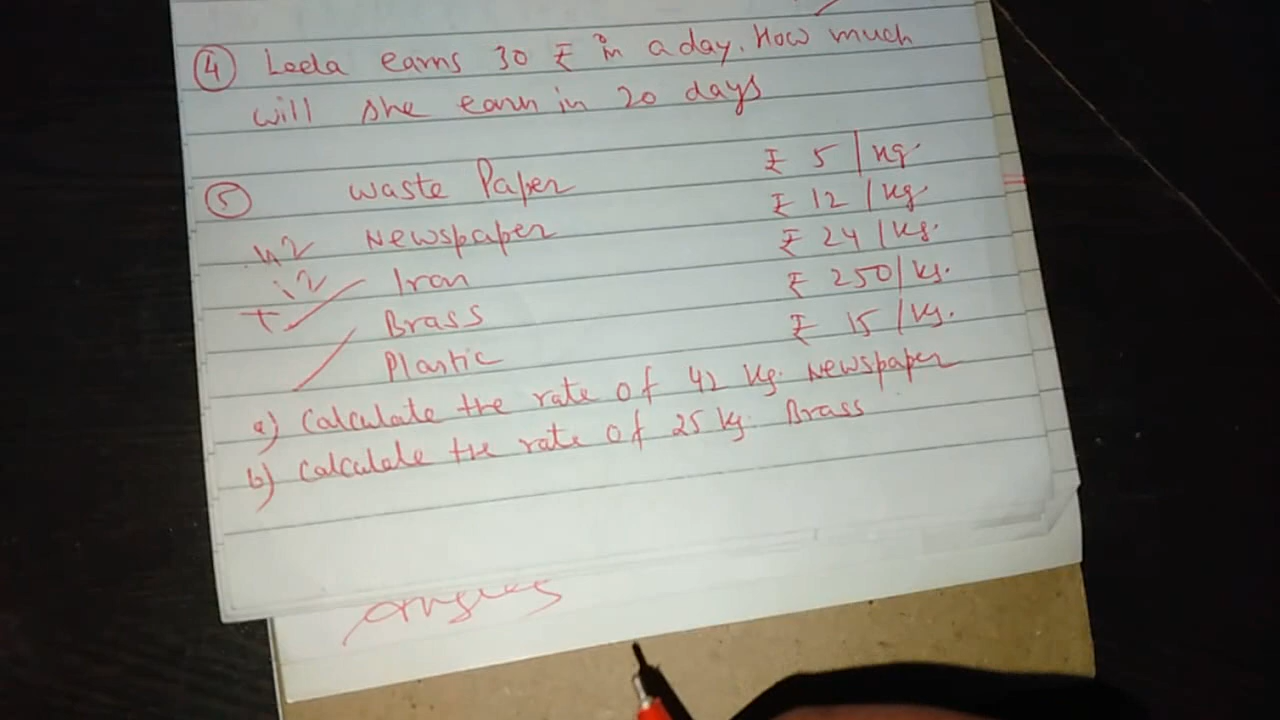 ④ Leela earns 30 ₹ in a day. How much
will she earn in 20 days
⑤ Waste Paper ₹ 5 / kg.
Newspaper ₹ 12 / kg.
Iron ₹ 24 / kg.
Brass ₹ 250 / kg.
Plastic ₹ 15 / kg.
42
12
a) Calculate the rate of 42 kg. Newspaper
b) Calculate the rate of 25 kg. Brass